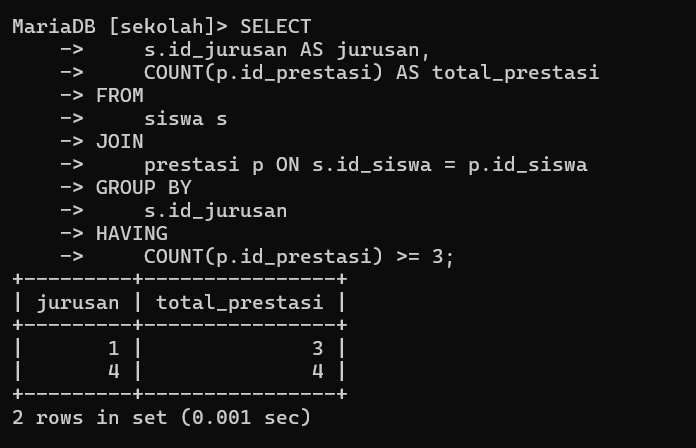 MariaDB [sekolah]> SELECT
    ->     s.id_jurusan AS jurusan,
    ->     COUNT(p.id_prestasi) AS total_prestasi
    -> FROM
    ->     siswa s
    -> JOIN
    ->     prestasi p ON s.id_siswa = p.id_siswa
    -> GROUP BY
    ->     s.id_jurusan
    -> HAVING
    ->     COUNT(p.id_prestasi) >= 3;
+---------+----------------+
| jurusan | total_prestasi |
+---------+----------------+
|       1 |              3 |
|       4 |              4 |
+---------+----------------+
2 rows in set (0.001 sec)